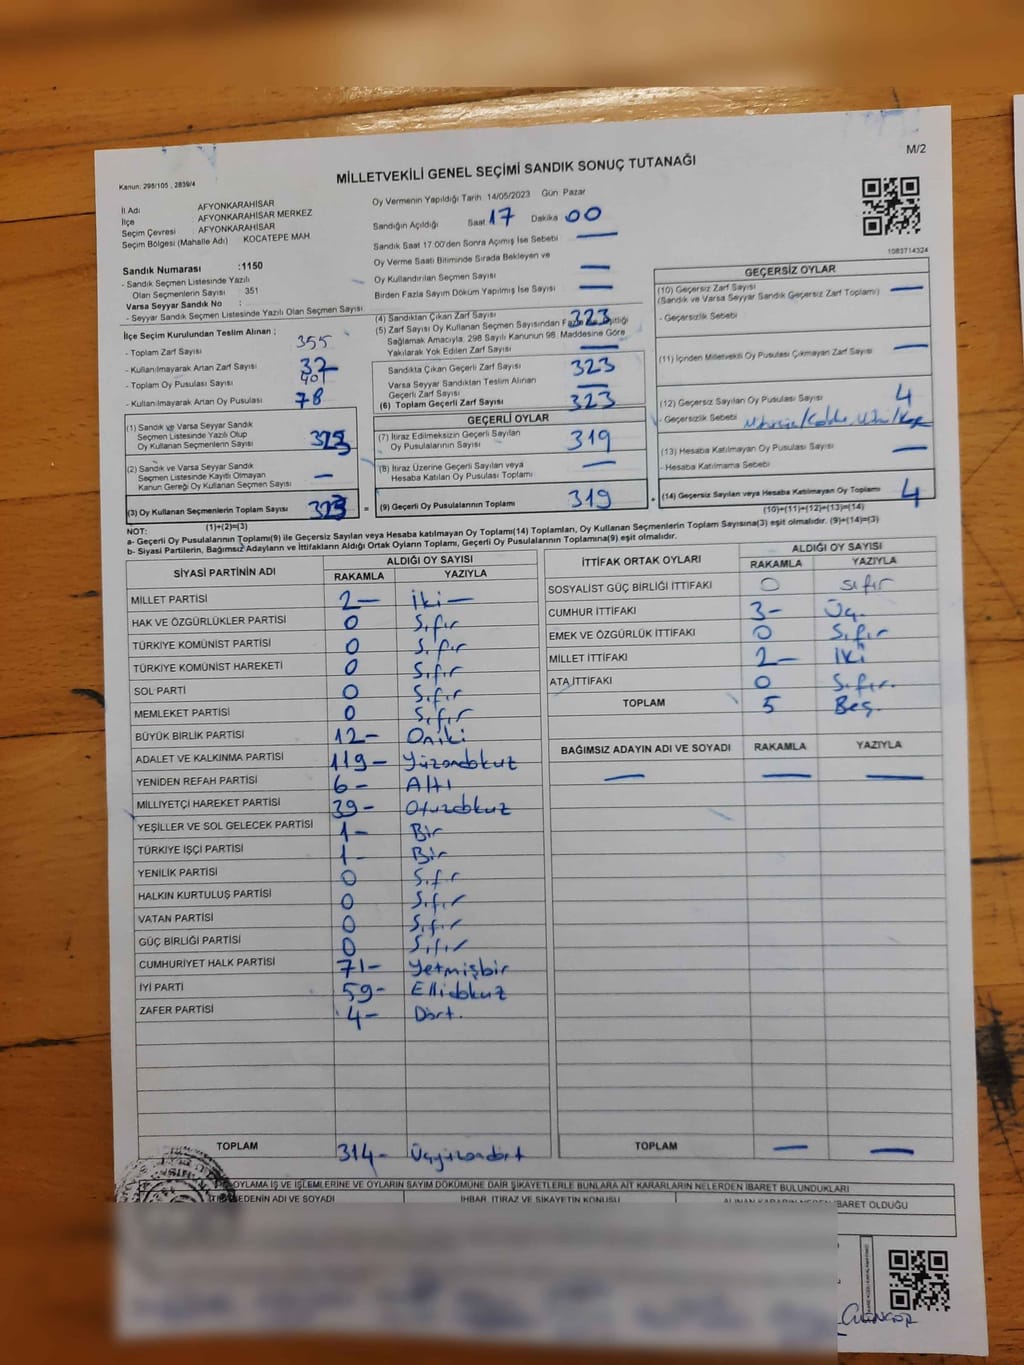 M/2
MİLLETVEKİLİ GENEL SEÇİMİ SANDIK SONUÇ TUTANAĞI
Kanun: 298/105 , 2839/4
İl Adı AFYONKARAHİSAR
İlçe AFYONKARAHİSAR MERKEZ
Seçim Çevresi : AFYONKARAHİSAR
Seçim Bölgesi (Mahalle Adı) KOCATEPE MAH.
Sandık Numarası :1150
- Sandık Seçmen Listesinde Yazılı
Olan Seçmenlerin Sayısı 351
Varsa Seyyar Sandık No :
- Seyyar Sandık Seçmen Listesinde Yazılı Olan Seçmen Sayısı
İlçe Seçim Kurulundan Teslim Alınan ;
- Toplam Zarf Sayısı 355
- Kullanılmayarak Artan Zarf Sayısı 32
- Toplam Oy Pusulası Sayısı 401
- Kullanılmayarak Artan Oy Pusulası 78
(1) Sandık ve Varsa Seyyar Sandık
Seçmen Listesinde Yazılı Olup
Oy Kullanan Seçmenlerin Sayısı 323
(2) Sandık ve Varsa Seyyar Sandık
Seçmen Listesinde Kayıtlı Olmayan
Kanun Gereği Oy Kullanan Seçmen Sayısı —
(3) Oy Kullanan Seçmenlerin Toplam Sayısı 323
(1)+(2)=(3)
Oy Vermenin Yapıldığı Tarih 14/05/2023 Gün Pazar
Sandığın Açıldığı Saat 17 Dakika 00
Sandık Saat 17:00'den Sonra Açımış İse Sebebi —
Oy Verme Saati Bitiminde Sırada Bekleyen ve
Oy Kullandırılan Seçmen Sayısı —
Birden Fazla Sayım Döküm Yapılmış İse Sayısı —
(4) Sandıktan Çıkan Zarf Sayısı 323
(5) Zarf Sayısı Oy Kullanan Seçmen Sayısından Fazla Eşitliği
Sağlamak Amacıyla, 298 Sayılı Kanunun 98. Maddesine Göre
Yakılarak Yok Edilen Zarf Sayısı —
Sandıkta Çıkan Geçerli Zarf Sayısı 323
Varsa Seyyar Sandıktan Teslim Alınan
Geçerli Zarf Sayısı —
(6) Toplam Geçerli Zarf Sayısı 323
GEÇERLİ OYLAR
(7) İtiraz Edilmeksizin Geçerli Sayılan
Oy Pusulalarının Sayısı 319
(8) İtiraz Üzerine Geçerli Sayılan veya
Hesaba Katılan Oy Pusulası Toplamı —
= (9) Geçerli Oy Pusulalarının Toplamı 319 +
1083714324
GEÇERSİZ OYLAR
(10) Geçersiz Zarf Sayısı —
(Sandık ve Varsa Seyyar Sandık Geçersiz Zarf Toplamı)
- Geçersizlik Sebebi
(11) İçinden Milletvekili Oy Pusulası Çıkmayan Zarf Sayısı —
(12) Geçersiz Sayılan Oy Pusulası Sayısı 4
- Geçersizlik Sebebi
(13) Hesaba Katılmayan Oy Pusulası Sayısı —
- Hesaba Katılmama Sebebi
(14) Geçersiz Sayılan veya Hesaba Katılmayan Oy Toplamı 4
(10)+(11)+(12)+(13)=(14)
NOT:
a- Geçerli Oy Pusulalarının Toplamı(9) ile Geçersiz Sayılan veya Hesaba katılmayan Oy Toplamı(14) Toplamları, Oy Kullanan Seçmenlerin Toplam Sayısına(3) eşit olmalıdır. (9)+(14)=(3)
b- Siyasi Partilerin, Bağımsız Adayların ve İttifakların Aldığı Ortak Oyların Toplamı, Geçerli Oy Pusulalarının Toplamına(9) eşit olmalıdır.
SİYASİ PARTİNİN ADI ALDIĞI OY SAYISI
RAKAMLA YAZIYLA
MİLLET PARTİSİ 2— İki—
HAK VE ÖZGÜRLÜKLER PARTİSİ 0 Sıfır
TÜRKİYE KOMÜNİST PARTİSİ 0 Sıfır
TÜRKİYE KOMÜNİST HAREKETİ 0 Sıfır
SOL PARTİ 0 Sıfır
MEMLEKET PARTİSİ 0 Sıfır
BÜYÜK BİRLİK PARTİSİ 12- Oniki
ADALET VE KALKINMA PARTİSİ 119- Yüzondokuz
YENİDEN REFAH PARTİSİ 6- Altı
MİLLİYETÇİ HAREKET PARTİSİ 39- Otuzdokuz
YEŞİLLER VE SOL GELECEK PARTİSİ 1- Bir
TÜRKİYE İŞÇİ PARTİSİ 1- Bir
YENİLİK PARTİSİ 0 Sıfır
HALKIN KURTULUŞ PARTİSİ 0 Sıfır
VATAN PARTİSİ 0 Sıfır
GÜÇ BİRLİĞİ PARTİSİ 0 Sıfır
CUMHURİYET HALK PARTİSİ 71- Yetmişbir
İYİ PARTİ 59- Ellidokuz
ZAFER PARTİSİ 4- Dört.
TOPLAM 314- Üçyüzondört
İTTİFAK ORTAK OYLARI ALDIĞI OY SAYISI
RAKAMLA YAZIYLA
SOSYALİST GÜÇ BİRLİĞİ İTTİFAKI 0 Sıfır
CUMHUR İTTİFAKI 3- Üç.
EMEK VE ÖZGÜRLÜK İTTİFAKI 0 Sıfır
MİLLET İTTİFAKI 2- İki
ATA İTTİFAKI 0 Sıfır.
TOPLAM 5 Beş.
BAĞIMSIZ ADAYIN ADI VE SOYADI RAKAMLA YAZIYLA
— — —
TOPLAM — —
OYLAMA İŞ VE İŞLEMLERİNE VE OYLARIN SAYIM DÖKÜMÜNE DAİR ŞİKAYETLERLE BUNLARA AİT KARARLARIN NELERDEN İBARET BULUNDUKLARI
EDENİN ADI VE SOYADI İHBAR, İTİRAZ VE ŞİKAYETİN KONUSU ALINAN KARARIN NEDEN İBARET OLDUĞU